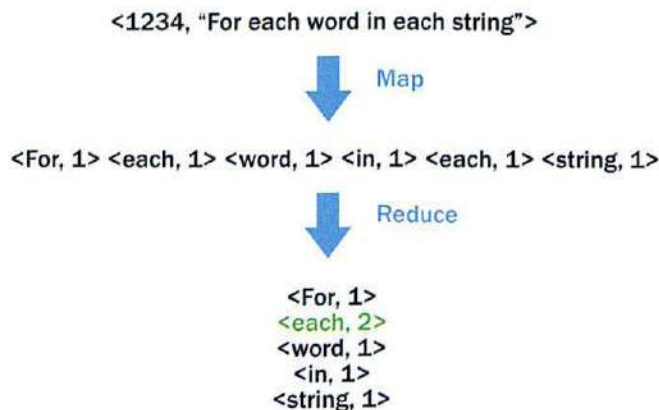 <1234, “For each word in each string”>
Map
<For, 1> <each, 1> <word, 1> <in, 1> <each, 1> <string, 1>
Reduce
<For, 1>
<each, 2>
<word, 1>
<in, 1>
<string, 1>